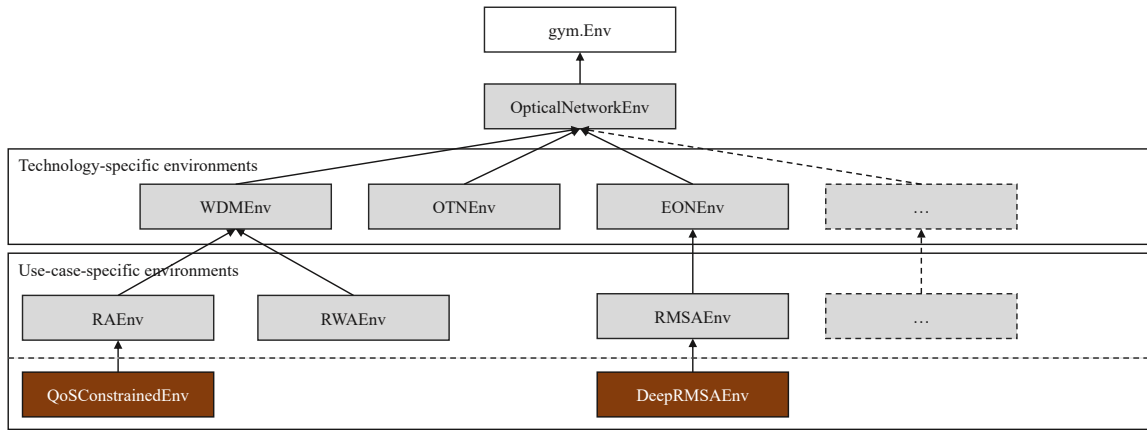 gym.Env
OpticalNetworkEnv
Technology-specific environments
WDMEnv
OTNEnv
EONEnv
…
Use-case-specific environments
RAEnv
RWAEnv
RMSAEnv
…
QoSConstrainedEnv
DeepRMSAEnv